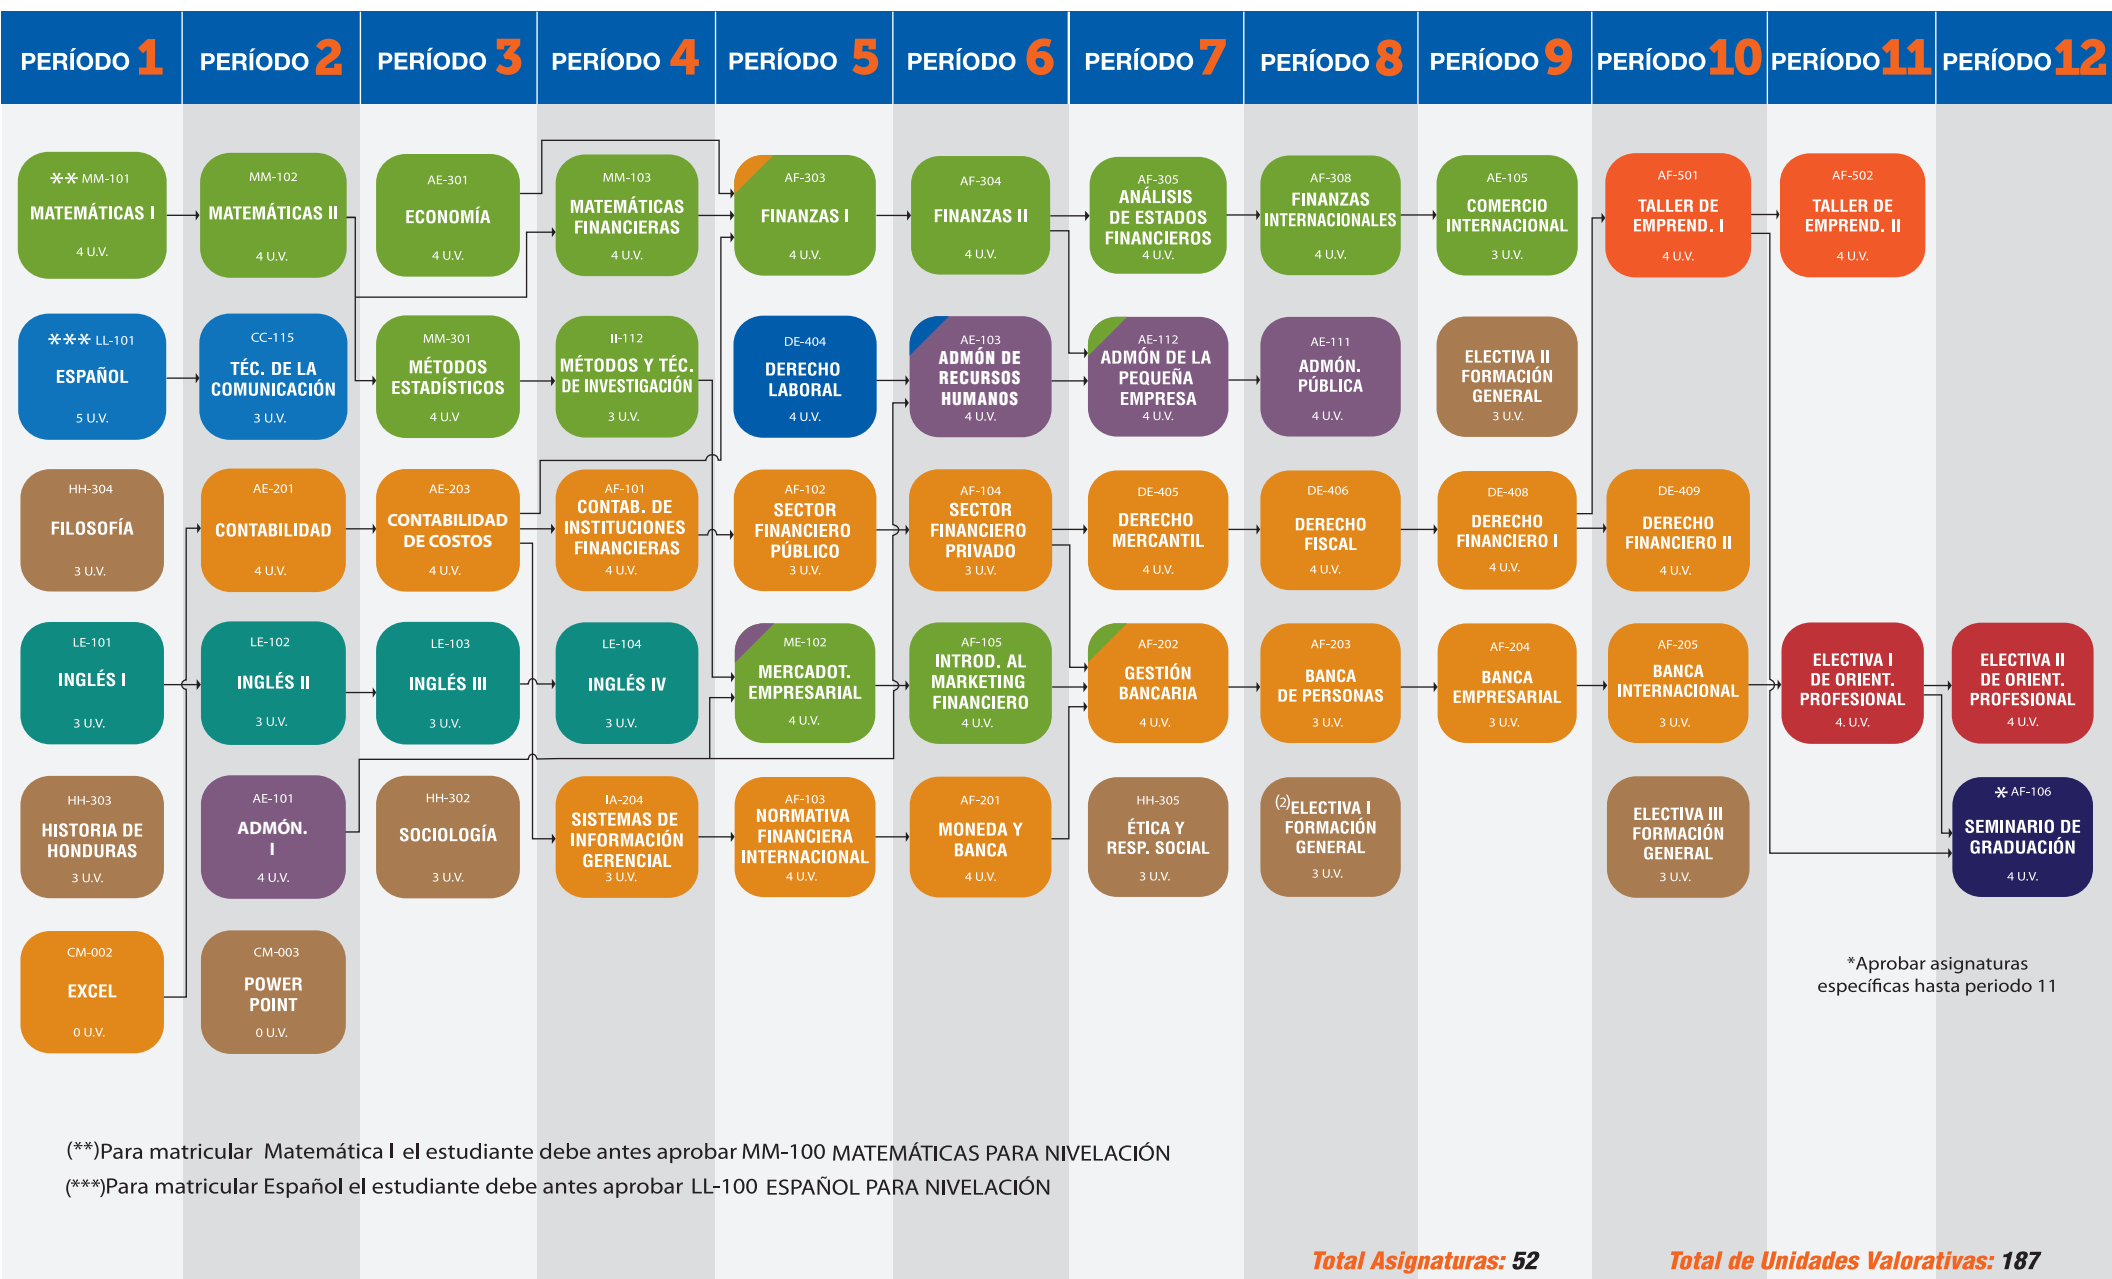 PERÍODO 1
PERÍODO 2
PERÍODO 3
PERÍODO 4
PERÍODO 5
PERÍODO 6
PERÍODO 7
PERÍODO 8
PERÍODO 9
PERÍODO 10
PERÍODO 11
PERÍODO 12
** MM-101
MATEMÁTICAS I
4 U.V.
MM-102
MATEMÁTICAS II
4 U.V.
AE-301
ECONOMÍA
4 U.V.
MM-103
MATEMÁTICAS
FINANCIERAS
4 U.V.
AF-303
FINANZAS I
4 U.V.
AF-304
FINANZAS II
4 U.V.
AF-305
ANÁLISIS
DE ESTADOS
FINANCIEROS
4 U.V.
AF-308
FINANZAS
INTERNACIONALES
4 U.V.
AE-105
COMERCIO
INTERNACIONAL
3 U.V.
AF-501
TALLER DE
EMPREND. I
4 U.V.
AF-502
TALLER DE
EMPREND. II
4 U.V.
*** LL-101
ESPAÑOL
5 U.V.
CC-115
TÉC. DE LA
COMUNICACIÓN
3 U.V.
MM-301
MÉTODOS
ESTADÍSTICOS
4 U.V
II-112
MÉTODOS Y TÉC.
DE INVESTIGACIÓN
3 U.V.
DE-404
DERECHO
LABORAL
4 U.V.
AE-103
ADMÓN DE
RECURSOS
HUMANOS
4 U.V.
AE-112
ADMÓN DE LA
PEQUEÑA
EMPRESA
4 U.V.
AE-111
ADMÓN.
PÚBLICA
4 U.V.
ELECTIVA II
FORMACIÓN
GENERAL
3 U.V.
HH-304
FILOSOFÍA
3 U.V.
AE-201
CONTABILIDAD
4 U.V.
AE-203
CONTABILIDAD
DE COSTOS
4 U.V.
AF-101
CONTAB. DE
INSTITUCIONES
FINANCIERAS
4 U.V.
AF-102
SECTOR
FINANCIERO
PÚBLICO
3 U.V.
AF-104
SECTOR
FINANCIERO
PRIVADO
3 U.V.
DE-405
DERECHO
MERCANTIL
4 U.V.
DE-406
DERECHO
FISCAL
4 U.V.
DE-408
DERECHO
FINANCIERO I
4 U.V.
DE-409
DERECHO
FINANCIERO II
4 U.V.
LE-101
INGLÉS I
3 U.V.
LE-102
INGLÉS II
3 U.V.
LE-103
INGLÉS III
3 U.V.
LE-104
INGLÉS IV
3 U.V.
ME-102
MERCADOT.
EMPRESARIAL
4 U.V.
AF-105
INTROD. AL
MARKETING
FINANCIERO
4 U.V.
AF-202
GESTIÓN
BANCARIA
4 U.V.
AF-203
BANCA
DE PERSONAS
3 U.V.
AF-204
BANCA
EMPRESARIAL
3 U.V.
AF-205
BANCA
INTERNACIONAL
3 U.V.
ELECTIVA I
DE ORIENT.
PROFESIONAL
4. U.V.
ELECTIVA II
DE ORIENT.
PROFESIONAL
4 U.V.
HH-303
HISTORIA DE
HONDURAS
3 U.V.
AE-101
ADMÓN.
I
4 U.V.
HH-302
SOCIOLOGÍA
3 U.V.
IA-204
SISTEMAS DE
INFORMACIÓN
GERENCIAL
3 U.V.
AF-103
NORMATIVA
FINANCIERA
INTERNACIONAL
4 U.V.
AF-201
MONEDA Y
BANCA
4 U.V.
HH-305
ÉTICA Y
RESP. SOCIAL
3 U.V.
(2)ELECTIVA I
FORMACIÓN
GENERAL
3 U.V.
ELECTIVA III
FORMACIÓN
GENERAL
3 U.V.
* AF-106
SEMINARIO DE
GRADUACIÓN
4 U.V.
CM-002
EXCEL
0 U.V.
CM-003
POWER
POINT
0 U.V.
*Aprobar asignaturas
específicas hasta periodo 11
(**)Para matricular Matemática I el estudiante debe antes aprobar MM-100 MATEMÁTICAS PARA NIVELACIÓN
(***)Para matricular Español el estudiante debe antes aprobar LL-100 ESPAÑOL PARA NIVELACIÓN
Total Asignaturas: 52
Total de Unidades Valorativas: 187